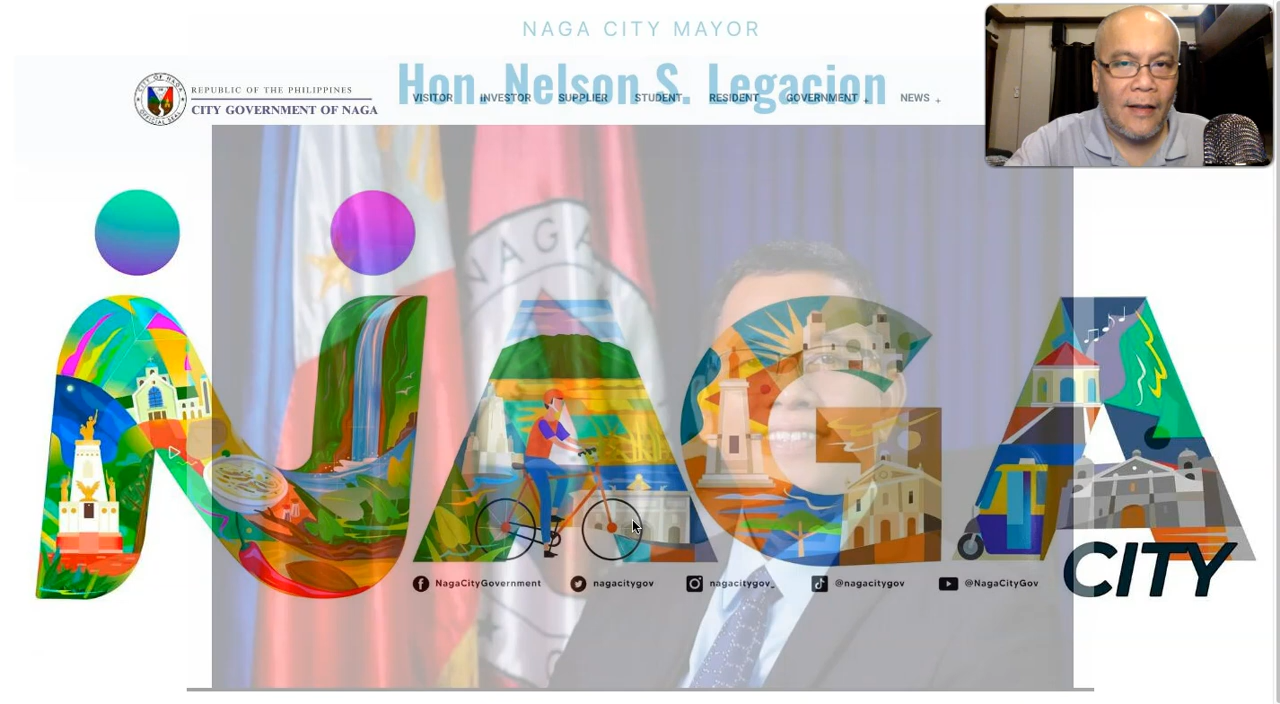 NAGA CITY MAYOR
Hon. Nelson S. Legacion
REPUBLIC OF THE PHILIPPINES
CITY GOVERNMENT OF NAGA
VISITOR INVESTOR SUPPLIER STUDENT RESIDENT GOVERNMENT + NEWS +
NAGA
NAGA
CITY
NagaCityGovernment nagacitygov nagacitygov_ @nagacitygov @NagaCityGov